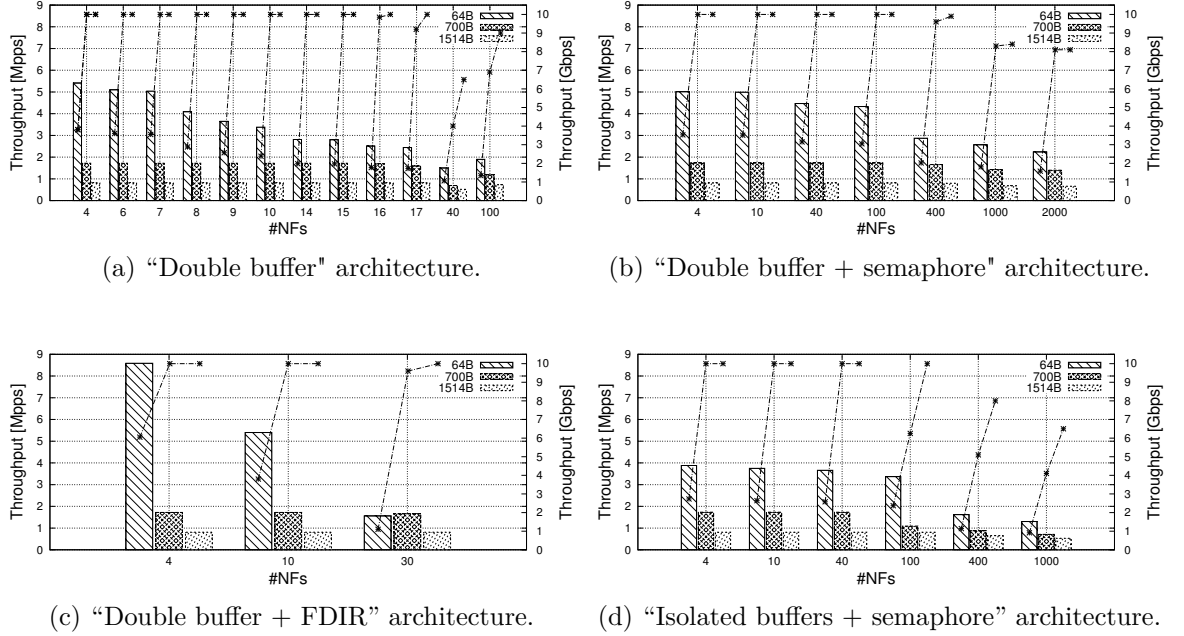 Throughput [Mpps]
9
8
7
6
5
4
3
2
1
0
4 6 7 8 9 10 14 15 16 17 40 100
#NFs
64B
700B
1514B
10
9
8
7
6
5
4
3
2
1
0
Throughput [Gbps]
(a) “Double buffer" architecture.
Throughput [Mpps]
9
8
7
6
5
4
3
2
1
0
4 10 40 100 400 1000 2000
#NFs
64B
700B
1514B
10
9
8
7
6
5
4
3
2
1
0
Throughput [Gbps]
(b) “Double buffer + semaphore" architecture.
Throughput [Mpps]
9
8
7
6
5
4
3
2
1
0
4 10 30
#NFs
64B
700B
1514B
10
9
8
7
6
5
4
3
2
1
0
Throughput [Gbps]
(c) “Double buffer + FDIR” architecture.
Throughput [Mpps]
9
8
7
6
5
4
3
2
1
0
4 10 40 100 400 1000
#NFs
64B
700B
1514B
10
9
8
7
6
5
4
3
2
1
0
Throughput [Gbps]
(d) “Isolated buffers + semaphore” architecture.